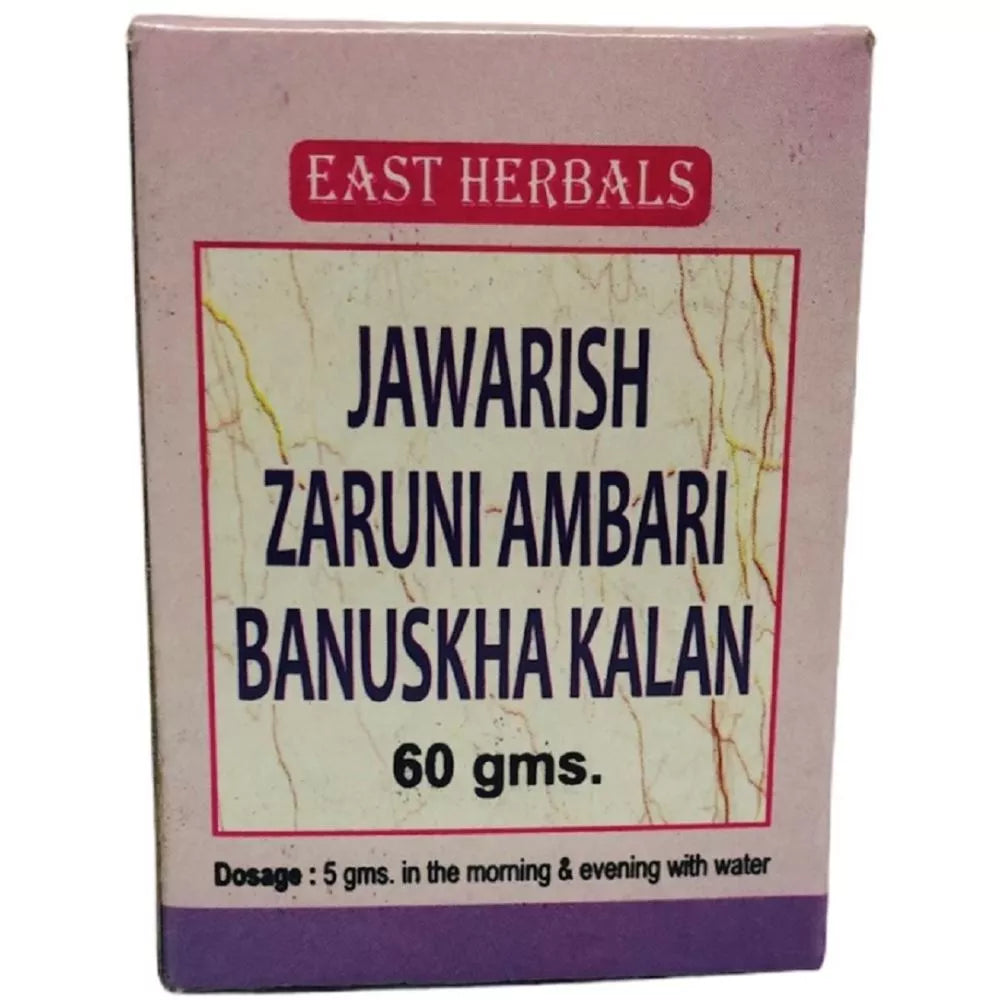 EAST HERBALS
JAWARISH
ZARUNI AMBARI
BANUSKHA KALAN
60 gms.
Dosage : 5 gms. in the morning & evening with water